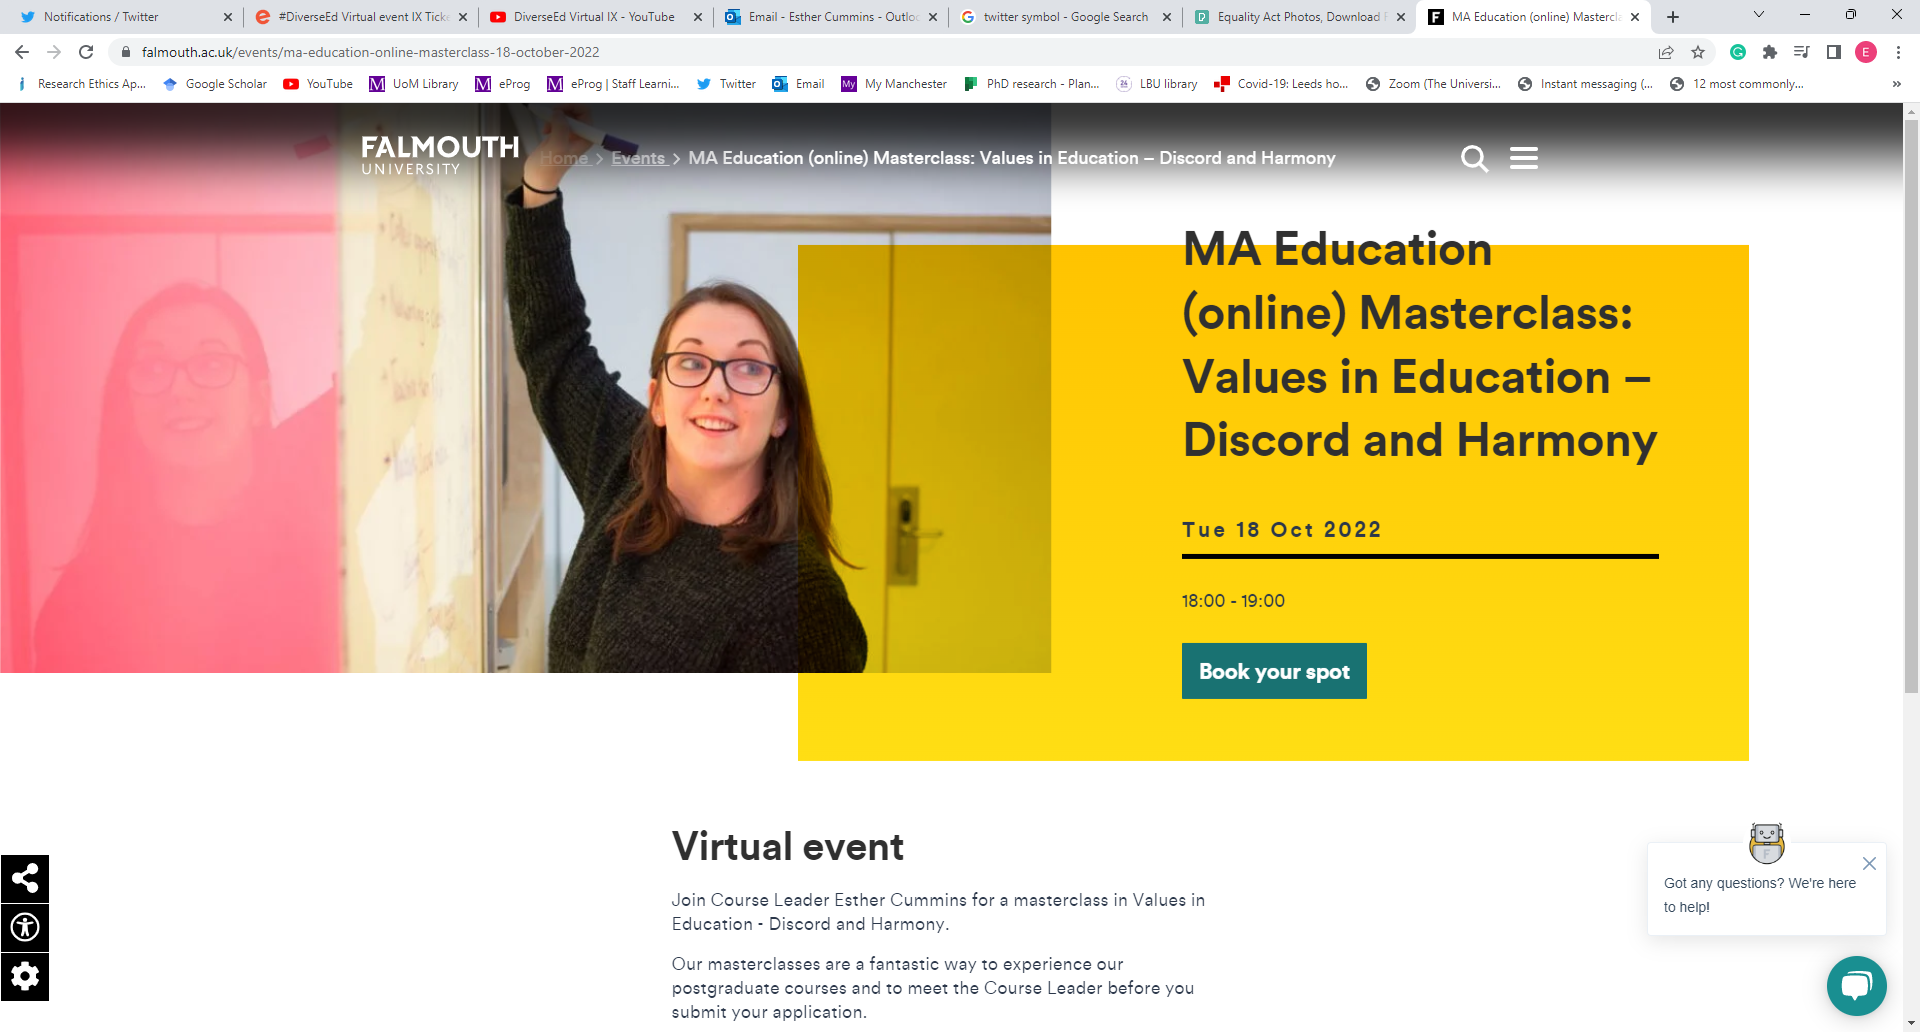 Notifications / Twitter
#DiverseEd Virtual event IX Ticke
DiverseEd Virtual IX - YouTube
Email - Esther Cummins - Outloo
twitter symbol - Google Search
Equality Act Photos, Download F
MA Education (online) Mastercla
falmouth.ac.uk/events/ma-education-online-masterclass-18-october-2022
E
Research Ethics Ap...
Google Scholar
YouTube
UoM Library
eProg
eProg | Staff Learni...
Twitter
Email
My Manchester
PhD research - Plan...
LBU library
Covid-19: Leeds ho...
Zoom (The Universi...
Instant messaging (...
12 most commonly...
FALMOUTH
UNIVERSITY
Home > Events > MA Education (online) Masterclass: Values in Education – Discord and Harmony
MA Education
(online) Masterclass:
Values in Education –
Discord and Harmony
Tue 18 Oct 2022
18:00 - 19:00
Book your spot
Virtual event
Join Course Leader Esther Cummins for a masterclass in Values in
Education - Discord and Harmony.
Our masterclasses are a fantastic way to experience our
postgraduate courses and to meet the Course Leader before you
submit your application.
Got any questions? We're here
to help!